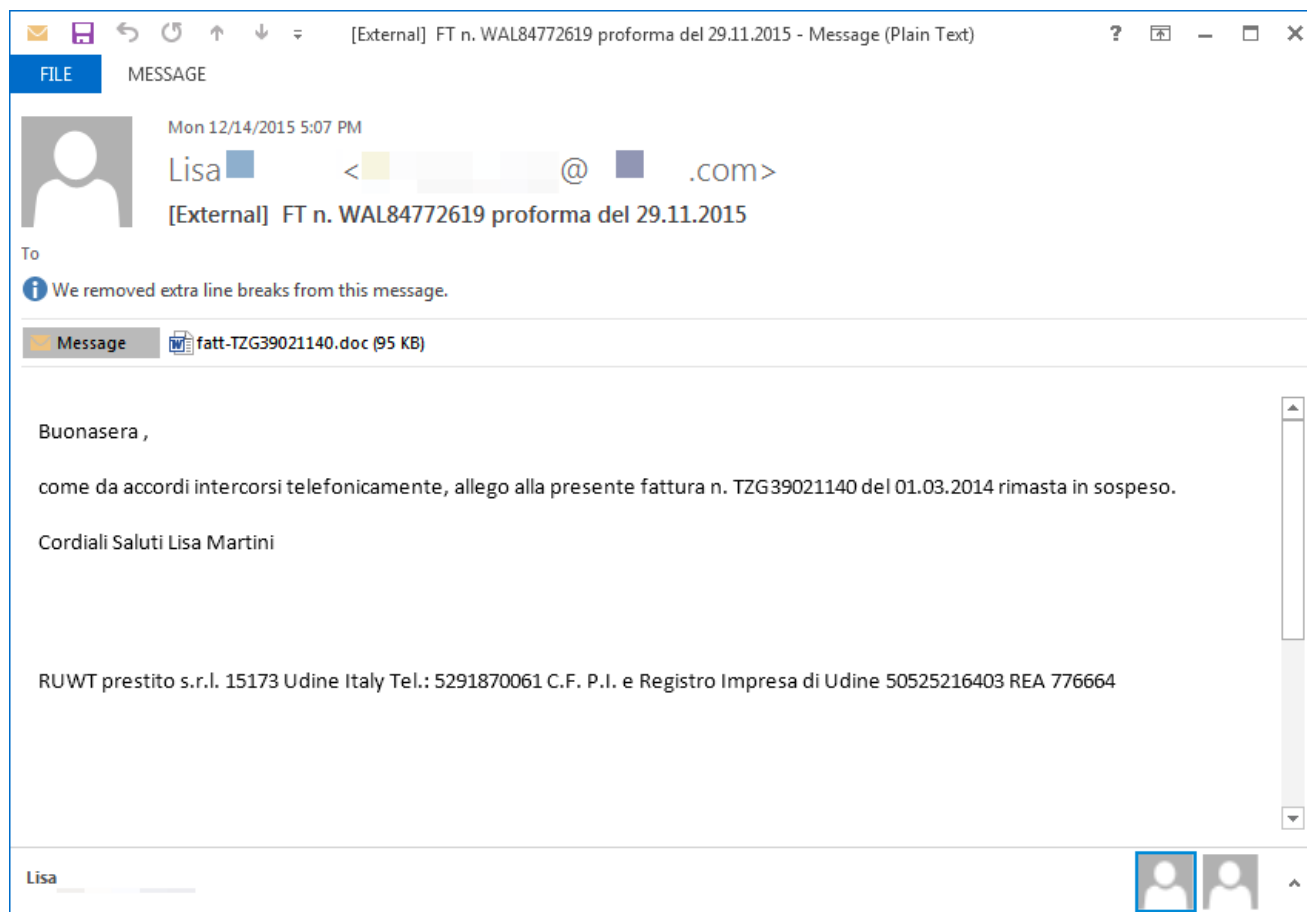 [External] FT n. WAL84772619 proforma del 29.11.2015 - Message (Plain Text)
FILE MESSAGE
Mon 12/14/2015 5:07 PM
Lisa < @ .com>
[External] FT n. WAL84772619 proforma del 29.11.2015
To
We removed extra line breaks from this message.
Message fatt-TZG39021140.doc (95 KB)
Buonasera ,
come da accordi intercorsi telefonicamente, allego alla presente fattura n. TZG39021140 del 01.03.2014 rimasta in sospeso.
Cordiali Saluti Lisa Martini
RUWT prestito s.r.l. 15173 Udine Italy Tel.: 5291870061 C.F. P.I. e Registro Impresa di Udine 50525216403 REA 776664
Lisa